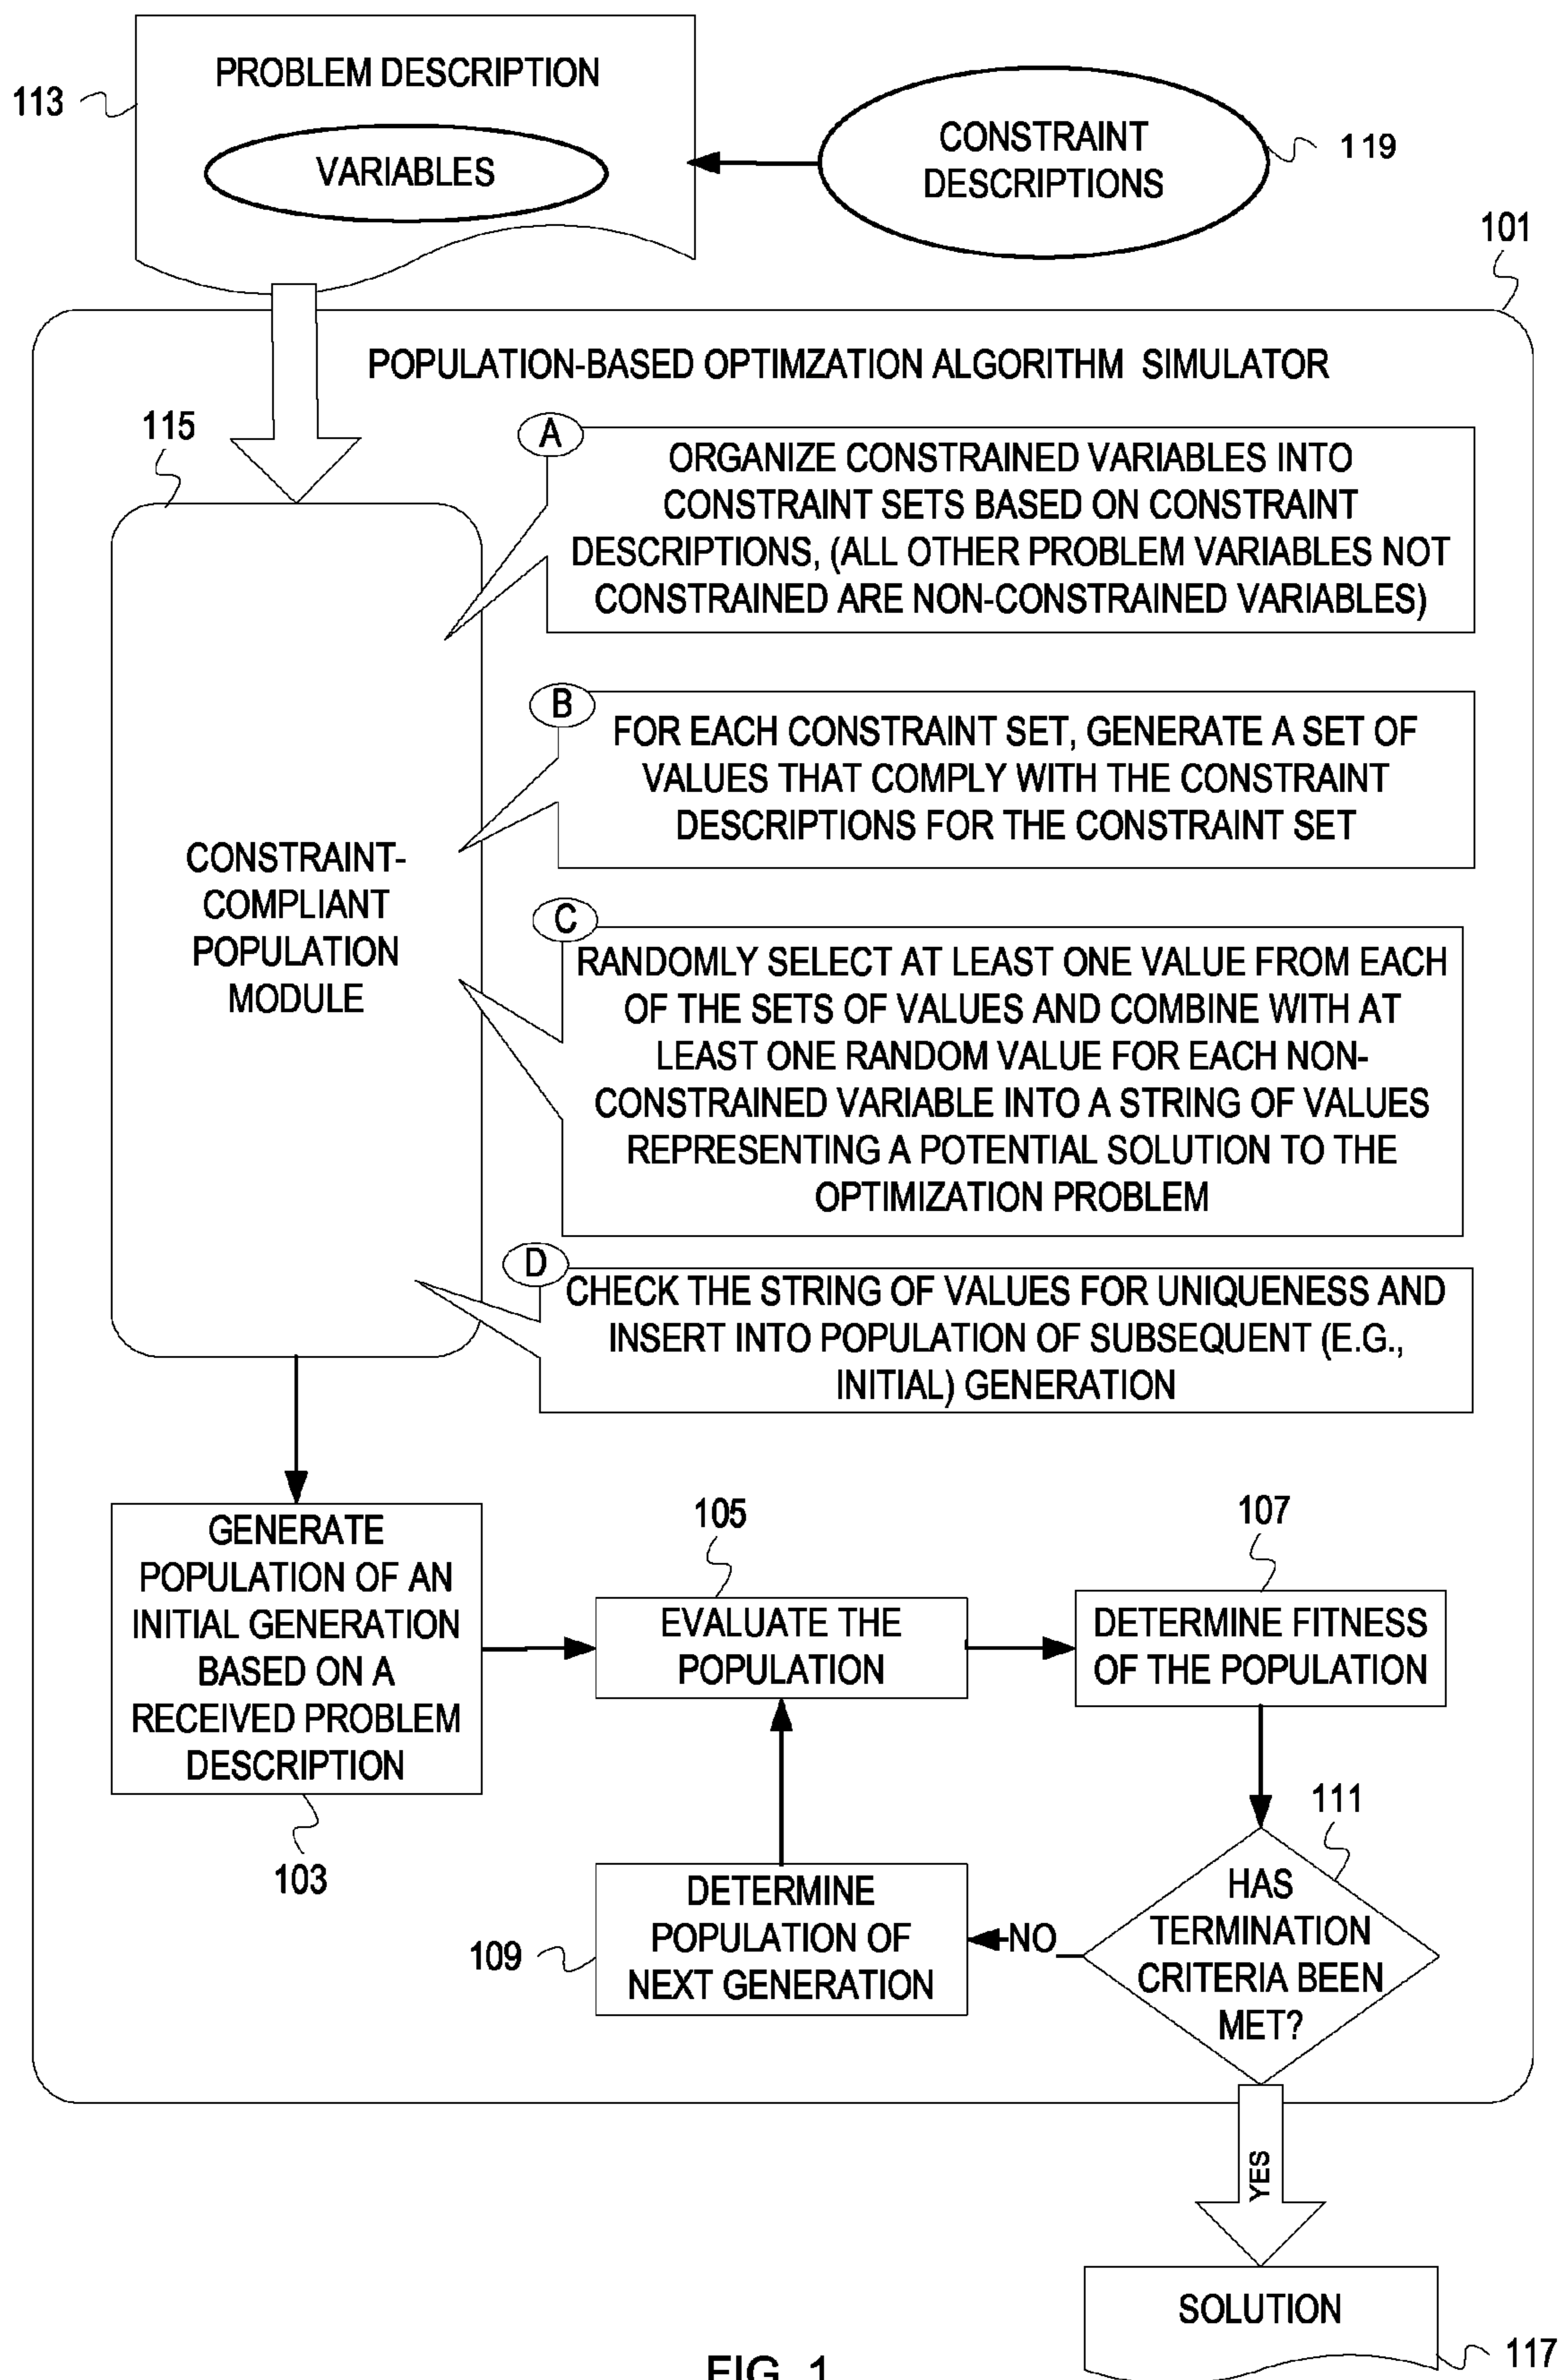 PROBLEM DESCRIPTION
113
VARIABLES
CONSTRAINT
DESCRIPTIONS
119
101
POPULATION-BASED OPTIMZATION ALGORITHM SIMULATOR
115
A
ORGANIZE CONSTRAINED VARIABLES INTO
CONSTRAINT SETS BASED ON CONSTRAINT
DESCRIPTIONS, (ALL OTHER PROBLEM VARIABLES NOT
CONSTRAINED ARE NON-CONSTRAINED VARIABLES)
B
FOR EACH CONSTRAINT SET, GENERATE A SET OF
VALUES THAT COMPLY WITH THE CONSTRAINT
DESCRIPTIONS FOR THE CONSTRAINT SET
CONSTRAINT-
COMPLIANT
POPULATION
MODULE
C
RANDOMLY SELECT AT LEAST ONE VALUE FROM EACH
OF THE SETS OF VALUES AND COMBINE WITH AT
LEAST ONE RANDOM VALUE FOR EACH NON-
CONSTRAINED VARIABLE INTO A STRING OF VALUES
REPRESENTING A POTENTIAL SOLUTION TO THE
OPTIMIZATION PROBLEM
D
CHECK THE STRING OF VALUES FOR UNIQUENESS AND
INSERT INTO POPULATION OF SUBSEQUENT (E.G.,
INITIAL) GENERATION
GENERATE
POPULATION OF AN
INITIAL GENERATION
BASED ON A
RECEIVED PROBLEM
DESCRIPTION
103
105
EVALUATE THE
POPULATION
107
DETERMINE FITNESS
OF THE POPULATION
111
HAS
TERMINATION
CRITERIA BEEN
MET?
NO
109
DETERMINE
POPULATION OF
NEXT GENERATION
YES
SOLUTION
117
FIG. 1